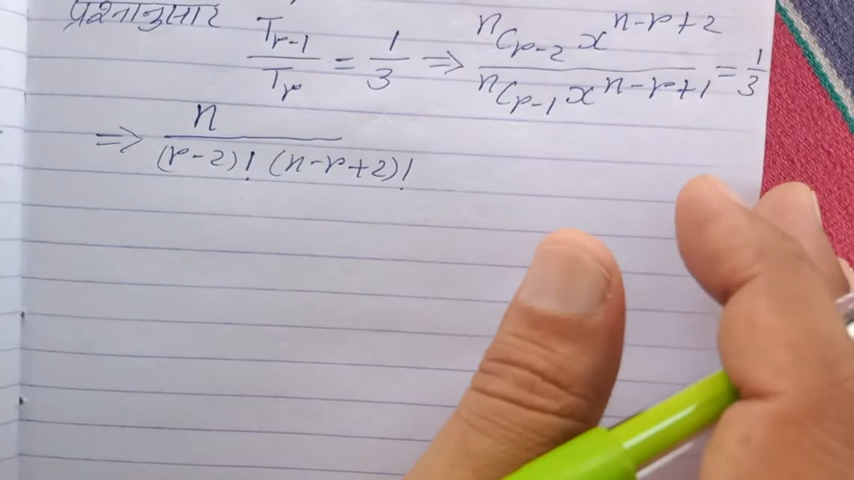 प्रश्नानुसार
T_{r-1}/T_r = 1/3 ⇒ ⁿC_{r-2} x^{n-r+2} / ⁿC_{r-1} x^{n-r+1} = 1/3
⇒ n / (r-2)! (n-r+2)!